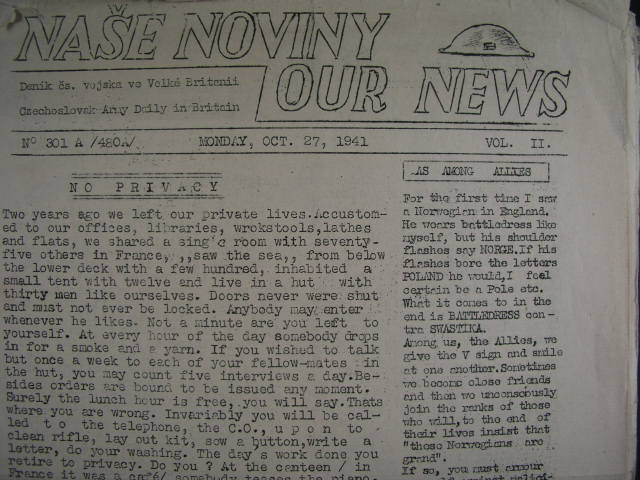 NAŠE NOVINY
OUR NEWS
Deník čs. vojska ve Velké Britanii
Czechoslovak Army Daily in Britain
Nº 301 A /480A/ MONDAY, OCT. 27, 1941 VOL. II.
NO PRIVACY
Two years ago we left our private lives.Accustom-
ed to our offices, libraries, wrokstools,lathes
and flats, we shared a sing'e room with seventy-
five others in France, ,,saw the sea,, from below
the lower deck with a few hundred, inhabited a
small tent with twelve and live in a hut with
thirty men like ourselves. Doors never were shut
and must not ever be locked. Anybody may enter
whenever he likes. Not a minute are you left to
yourself. At every hour of the day somebody drops
in for a smoke and a yarn. If you wished to talk
but once a week to each of your fellow-mates in
the hut, you may count five interviews a day.Be-
sides orders are bound to be issued any moment.
Surely the lunch hour is free, you will say.Thats
where you are wrong. Invariably you will be cal-
led to the telephone, the C.O., upon to
clean rifle, lay out kit, sow a button,write a
letter, do your washing. The day's work done you
retire to privacy. Do you ? At the canteen / in
France it was a café/ somebody teases the piano,
AS AMONG ALLIES
For the first time I saw
a Norwegian in England.
He wears battledress like
myself, but his shoulder
flashes say NORGE.If his
flashes bore the letters
POLAND he would,I feel
certain be a Pole etc.
What it comes to in the
end is BATTLEDRESS con-
tra SWASTIKA.
Among us, the Allies, we
give the V sign and smile
at one another.Sometimes
we become close friends
and then we unconsously
join the ranks of those
who will, to the end of
their lives insist that
"those Norwegians are
grand".
If so, you must armour